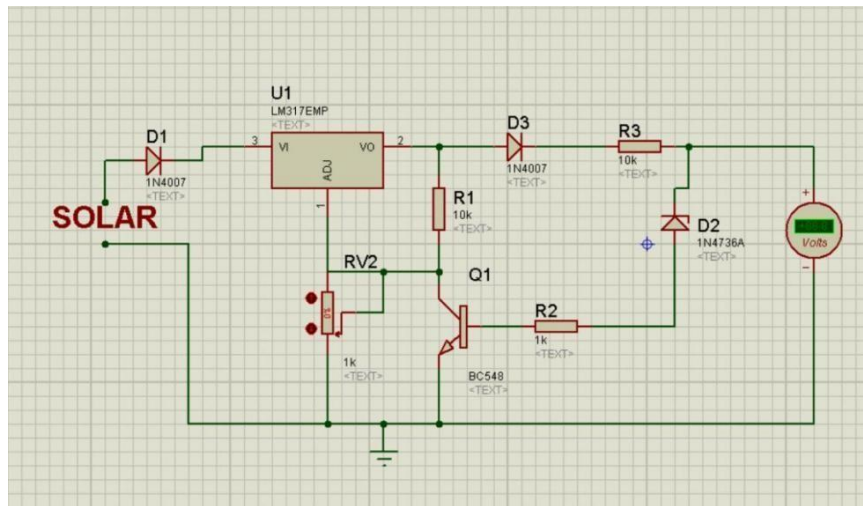 U1
LM317EMP
<TEXT>
D1
1N4007
<TEXT>
3
VI
VO
2
ADJ
1
D3
1N4007
<TEXT>
R3
10k
<TEXT>
SOLAR
R1
10k
<TEXT>
D2
1N4736A
<TEXT>
+
Volts
RV2
0%
1k
<TEXT>
Q1
BC548
<TEXT>
R2
1k
<TEXT>